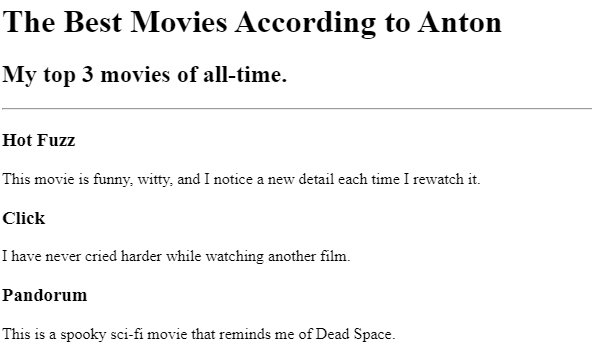 The Best Movies According to Anton
My top 3 movies of all-time.
Hot Fuzz
This movie is funny, witty, and I notice a new detail each time I rewatch it.
Click
I have never cried harder while watching another film.
Pandorum
This is a spooky sci-fi movie that reminds me of Dead Space.